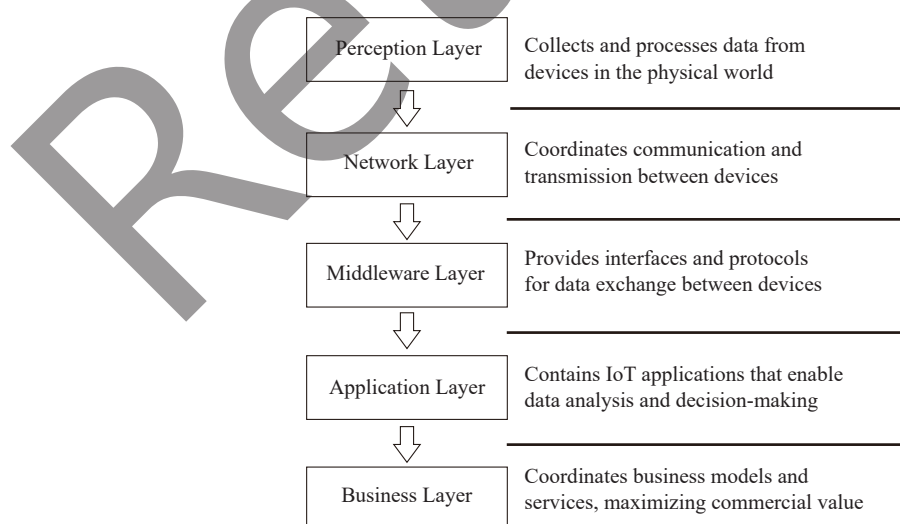 Perception Layer
Collects and processes data from
devices in the physical world
Network Layer
Coordinates communication and
transmission between devices
Middleware Layer
Provides interfaces and protocols
for data exchange between devices
Application Layer
Contains IoT applications that enable
data analysis and decision-making
Business Layer
Coordinates business models and
services, maximizing commercial value